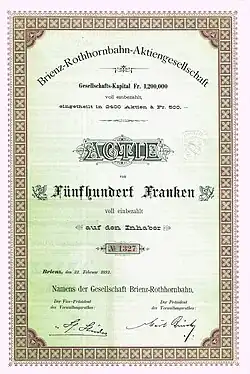 Brienz-Rothhornbahn-Aktiengesellschaft
Gesellschafts-Kapital Fr. 1,200,000
voll einbezahlt,
eingetheilt in 2400 Aktien à Fr. 500. —
ACTIE
von
Fünfhundert Franken
voll einbezahlt
auf den Inhaber
№ 1327
Brienz, den 22. Februar 1891.
Namens der Gesellschaft Brienz-Rothhornbahn,
Der Vice-Präsident
des Verwaltungsrathes:
Der Präsident
des Verwaltungsrathes: